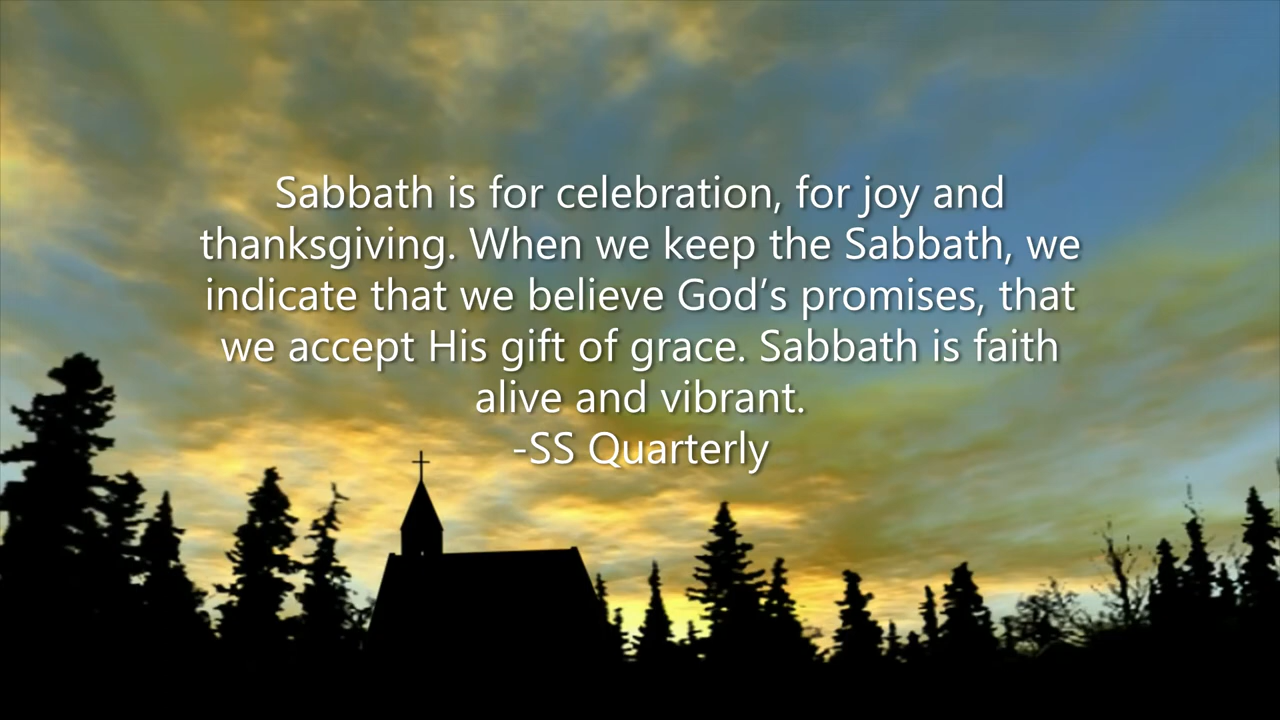 Sabbath is for celebration, for joy and
thanksgiving. When we keep the Sabbath, we
indicate that we believe God’s promises, that
we accept His gift of grace. Sabbath is faith
alive and vibrant.
-SS Quarterly